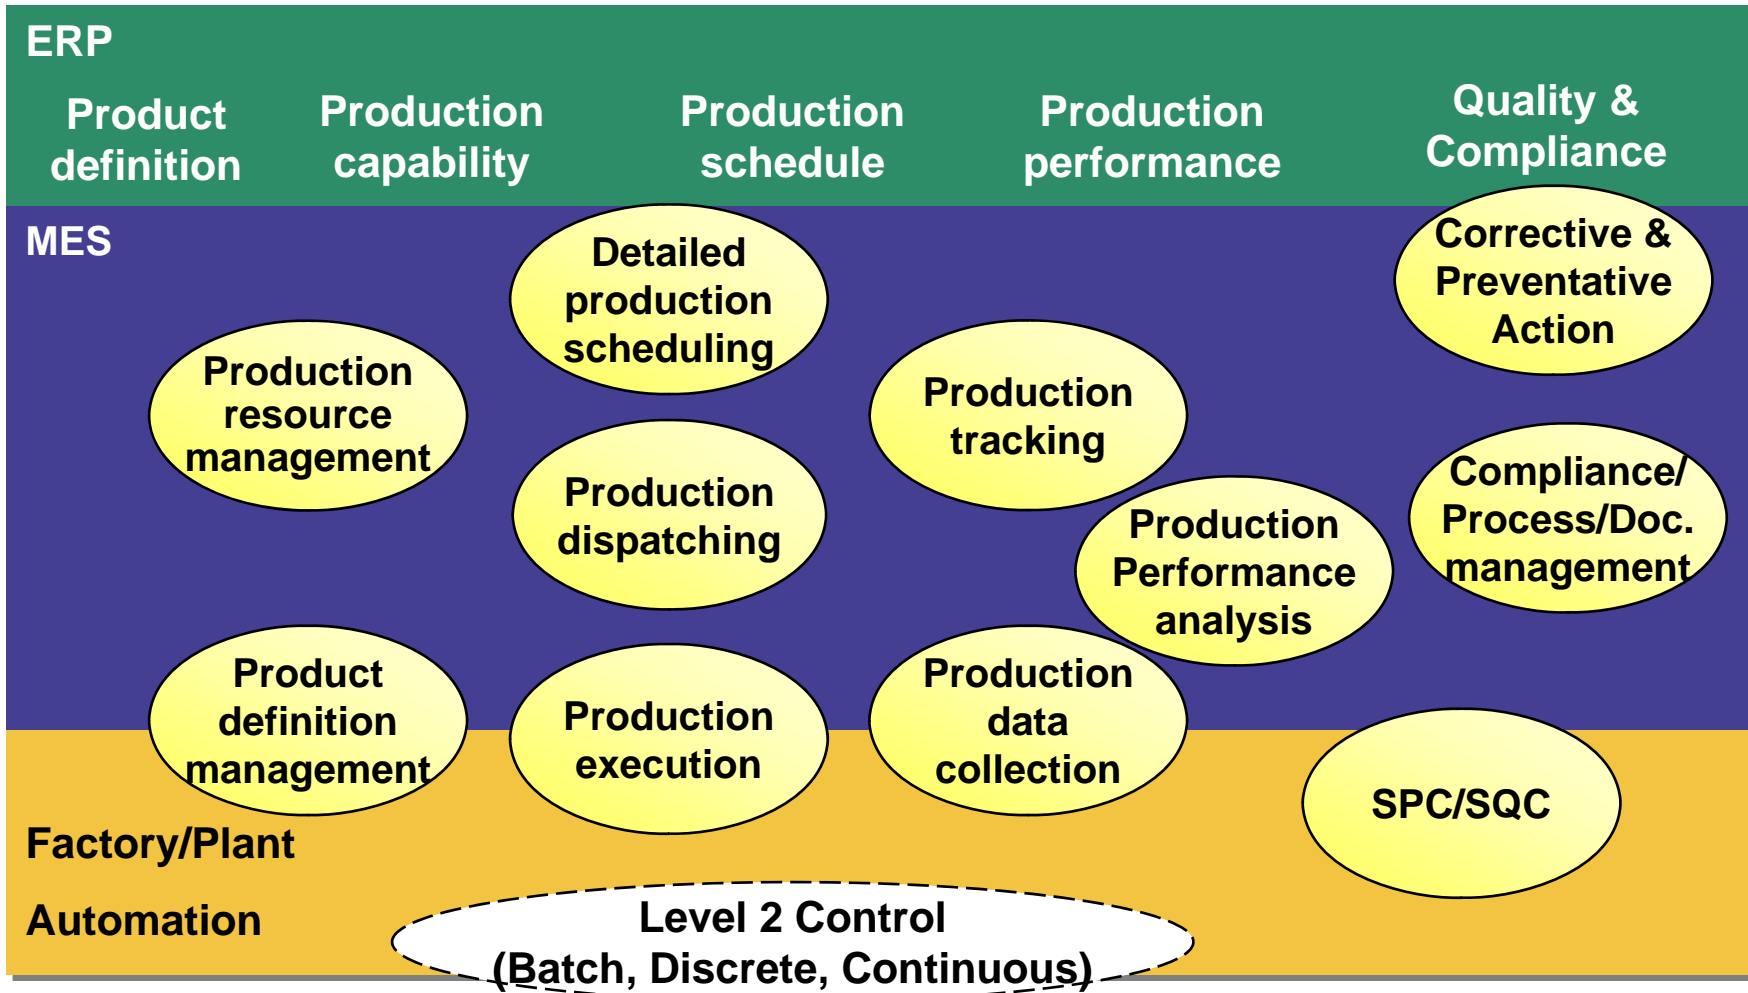 ERP
Product
definition
Production
capability
Production
schedule
Production
performance
Quality &
Compliance
MES
Detailed
production
scheduling
Corrective &
Preventative
Action
Production
resource
management
Production
tracking
Production
dispatching
Production
Performance
analysis
Compliance/
Process/Doc.
management
Product
definition
management
Production
execution
Production
data
collection
SPC/SQC
Factory/Plant
Automation
Level 2 Control
(Batch, Discrete, Continuous)